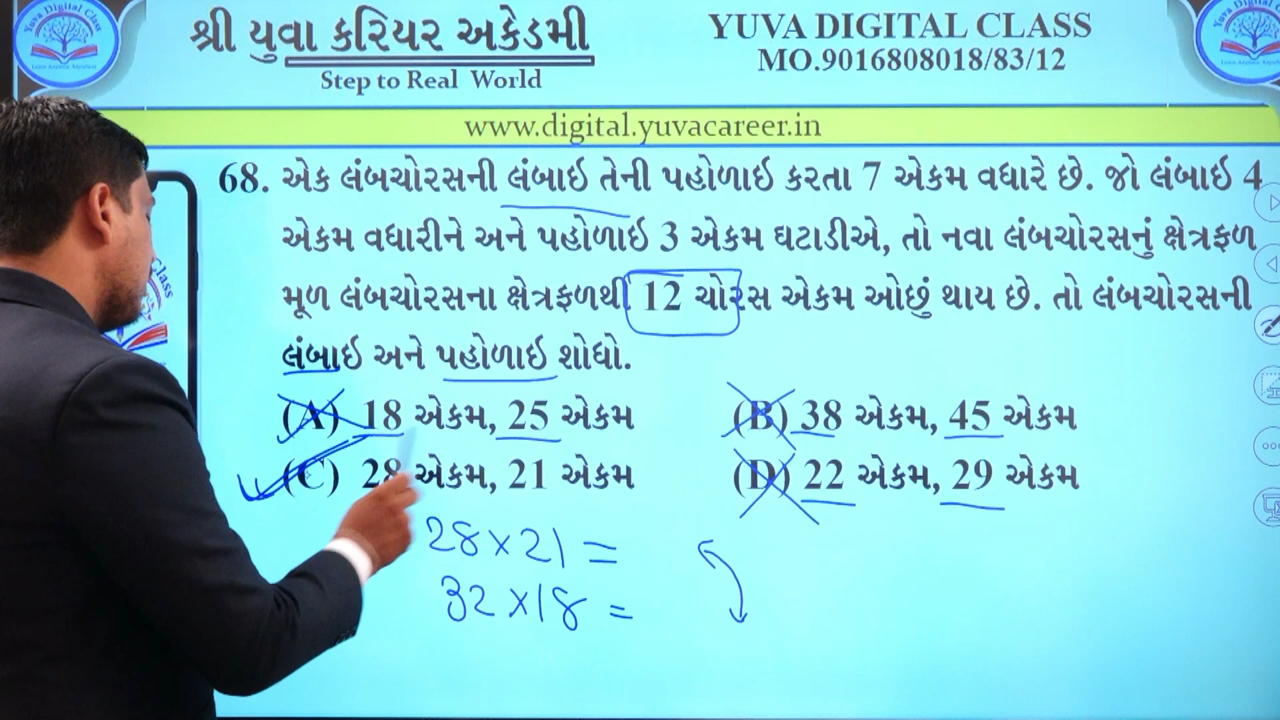 Yuva Digital Clas
શ્રી યુવા કરિયર અકેડમી
Step to Real World
YUVA DIGITAL CLASS
MO.9016808018/83/12
www.digital.yuvacareer.in
68. એક લંબચોરસની લંબાઇ તેની પહોળાઇ કરતા 7 એકમ વધારે છે. જો લંબાઇ 4
એકમ વધારીને અને પહોળાઇ 3 એકમ ઘટાડીએ, તો નવા લંબચોરસનું ક્ષેત્રફળ
મૂળ લંબચોરસના ક્ષેત્રફળથી 12 ચોરસ એકમ ઓછું થાય છે. તો લંબચોરસની
લંબાઇ અને પહોળાઇ શોધો.
(A) 18 એકમ, 25 એકમ (B) 38 એકમ, 45 એકમ
(C) 28 એકમ, 21 એકમ (D) 22 એકમ, 29 એકમ
28×21=
32×18=